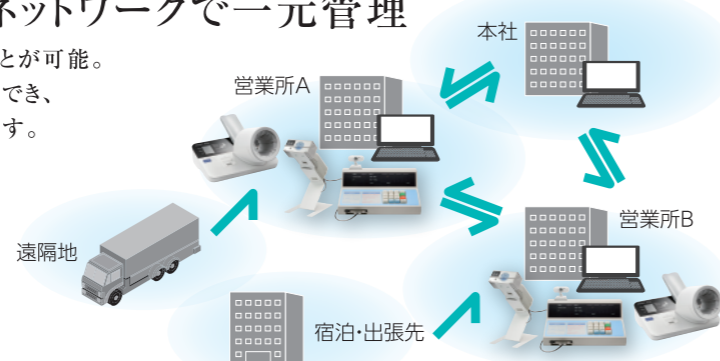 ネットワークで一元管理
とが可能。
でき、
す。
本社
営業所A
営業所B
遠隔地
宿泊・出張先